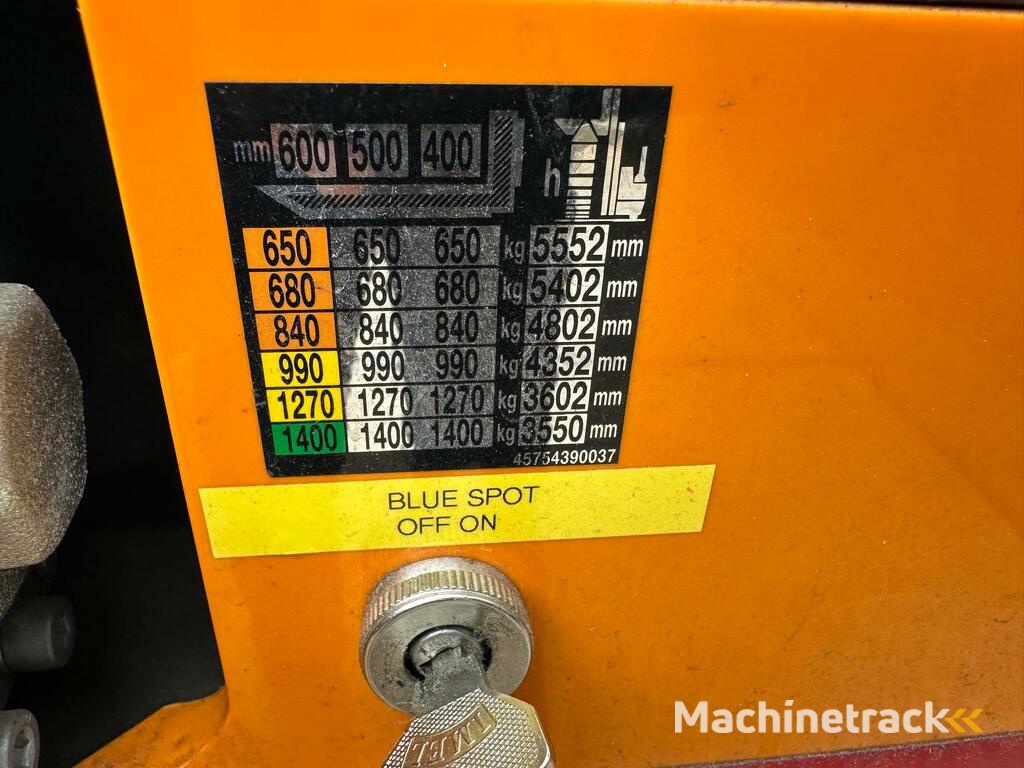 mm 600 500 400 h
650 650 650 kg 5552 mm
680 680 680 kg 5402 mm
840 840 840 kg 4802 mm
990 990 990 kg 4352 mm
1270 1270 1270 kg 3602 mm
1400 1400 1400 kg 3550 mm
45754390037
BLUE SPOT
OFF ON
Machinetrack